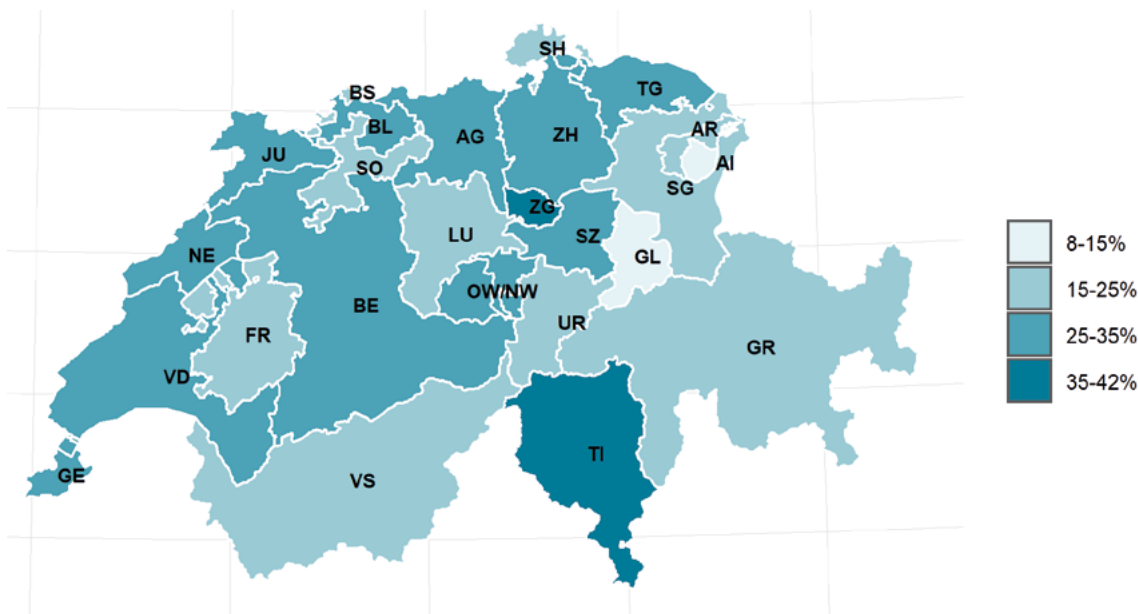 SH
BS
TG
BL
AG
ZH
AR
JU
SO
AI
SG
ZG
LU
SZ
NE
GL
OW/NW
BE
UR
FR
GR
VD
TI
GE
VS
8-15%
15-25%
25-35%
35-42%